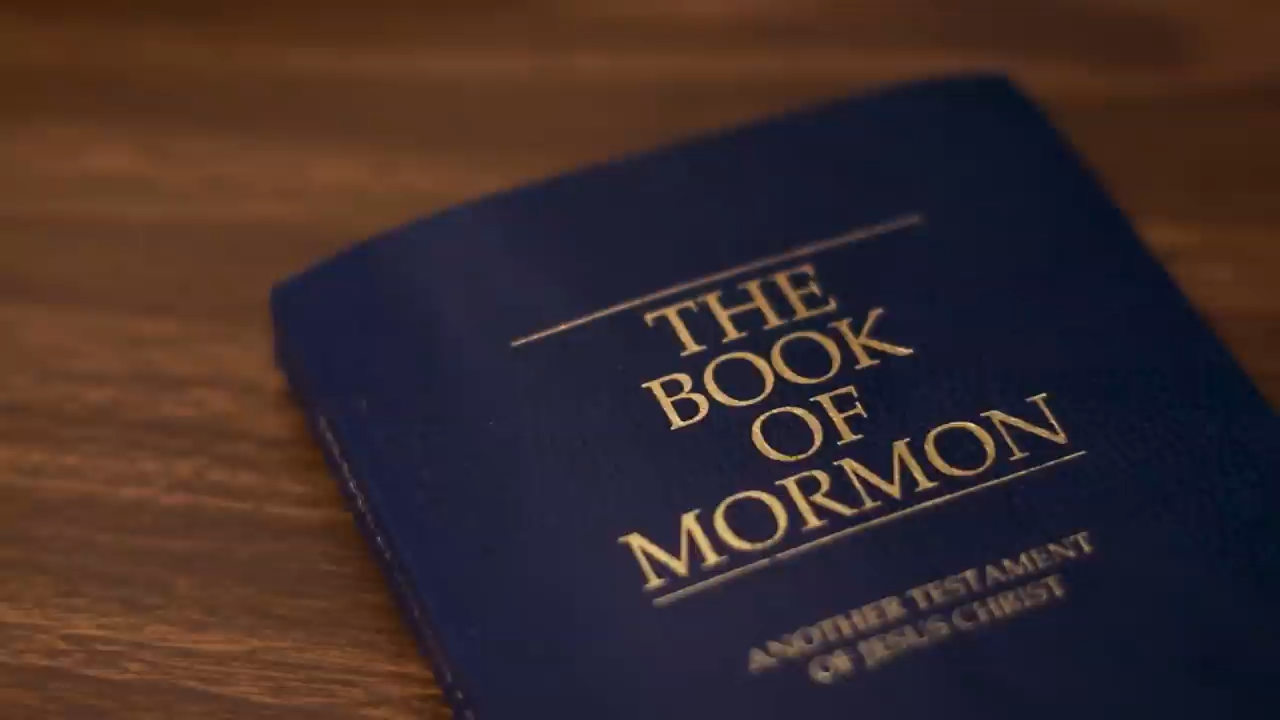 THE
BOOK
OF
MORMON
ANOTHER TESTAMENT
OF JESUS CHRIST